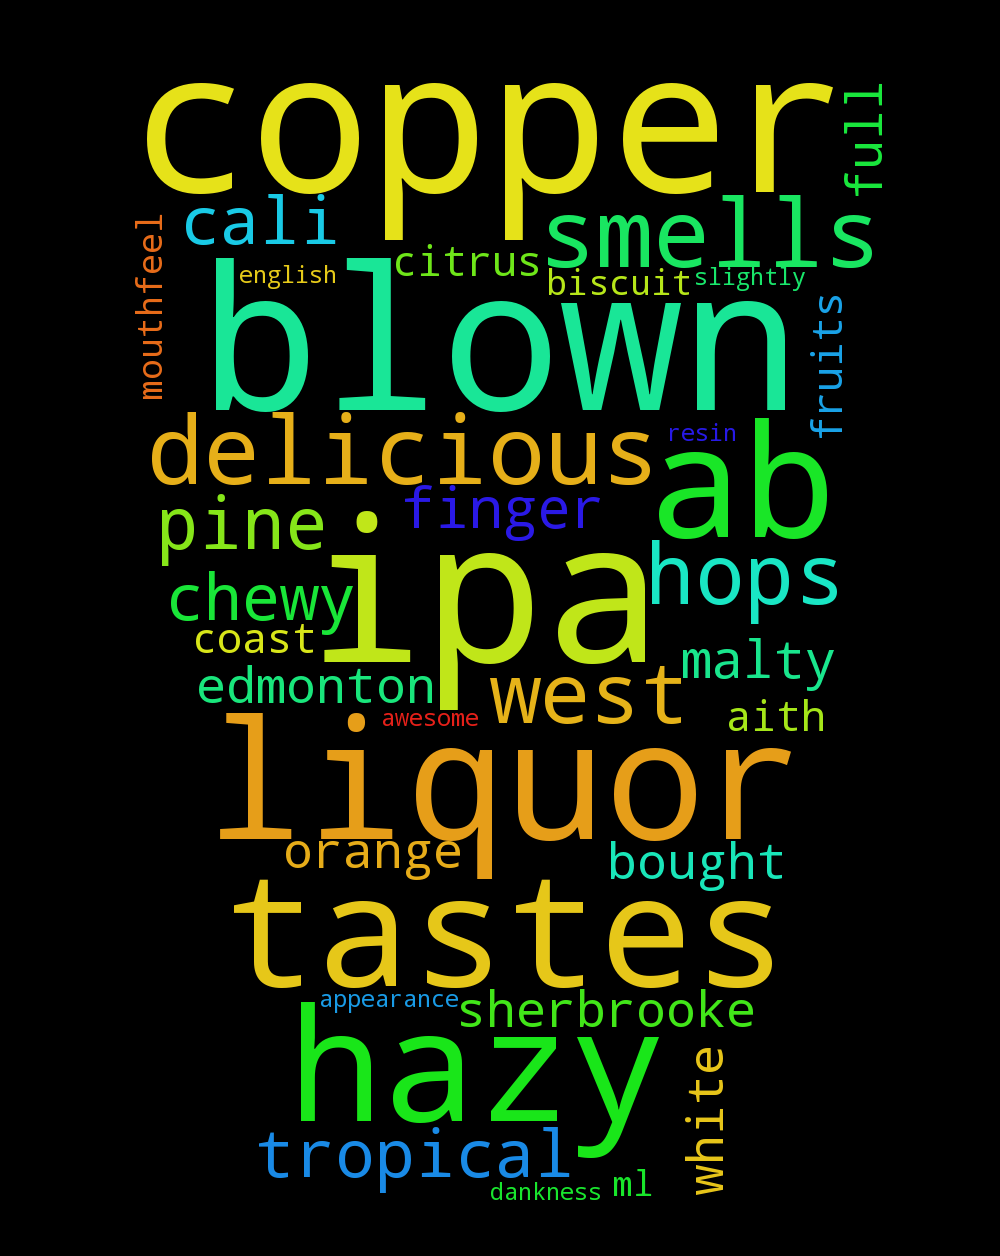 copper
full
cali
smells
mouthfeel
citrus
english
biscuit
slightly
blown
fruits
delicious
resin
ab
pine
finger
ipa
hops
chewy
coast
malty
edmonton
west
aith
awesome
liquor
orange
bought
tastes
appearance
sherbrooke
hazy
white
tropical
dankness
ml